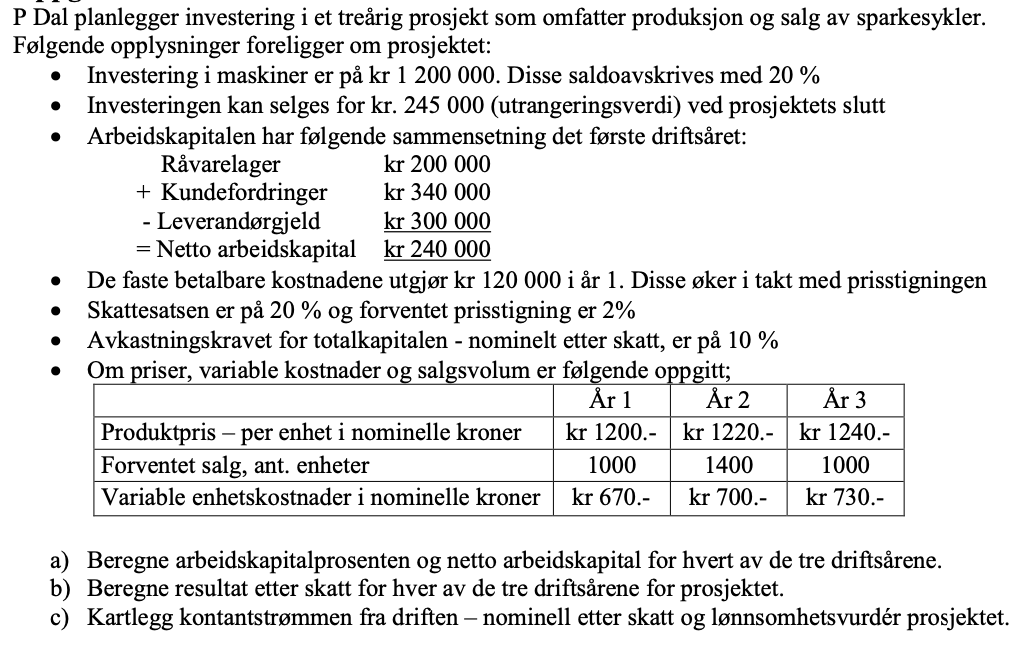 P Dal planlegger investering i et treårig prosjekt som omfatter produksjon og salg av sparkesykler.
Følgende opplysninger foreligger om prosjektet:
• Investering i maskiner er på kr 1 200 000. Disse saldoavskrives med 20 %
• Investeringen kan selges for kr. 245 000 (utrangeringsverdi) ved prosjektets slutt
• Arbeidskapitalen har følgende sammensetning det første driftsåret:
Råvarelager kr 200 000
+ Kundefordringer kr 340 000
- Leverandørgjeld kr 300 000
= Netto arbeidskapital kr 240 000
• De faste betalbare kostnadene utgjør kr 120 000 i år 1. Disse øker i takt med prisstigningen
• Skattesatsen er på 20 % og forventet prisstigning er 2%
• Avkastningskravet for totalkapitalen - nominelt etter skatt, er på 10 %
• Om priser, variable kostnader og salgsvolum er følgende oppgitt;
År 1 År 2 År 3
Produktpris – per enhet i nominelle kroner kr 1200.- kr 1220.- kr 1240.-
Forventet salg, ant. enheter 1000 1400 1000
Variable enhetskostnader i nominelle kroner kr 670.- kr 700.- kr 730.-
a) Beregne arbeidskapitalprosenten og netto arbeidskapital for hvert av de tre driftsårene.
b) Beregne resultat etter skatt for hver av de tre driftsårene for prosjektet.
c) Kartlegg kontantstrømmen fra driften – nominell etter skatt og lønnsomhetsvurdér prosjektet.